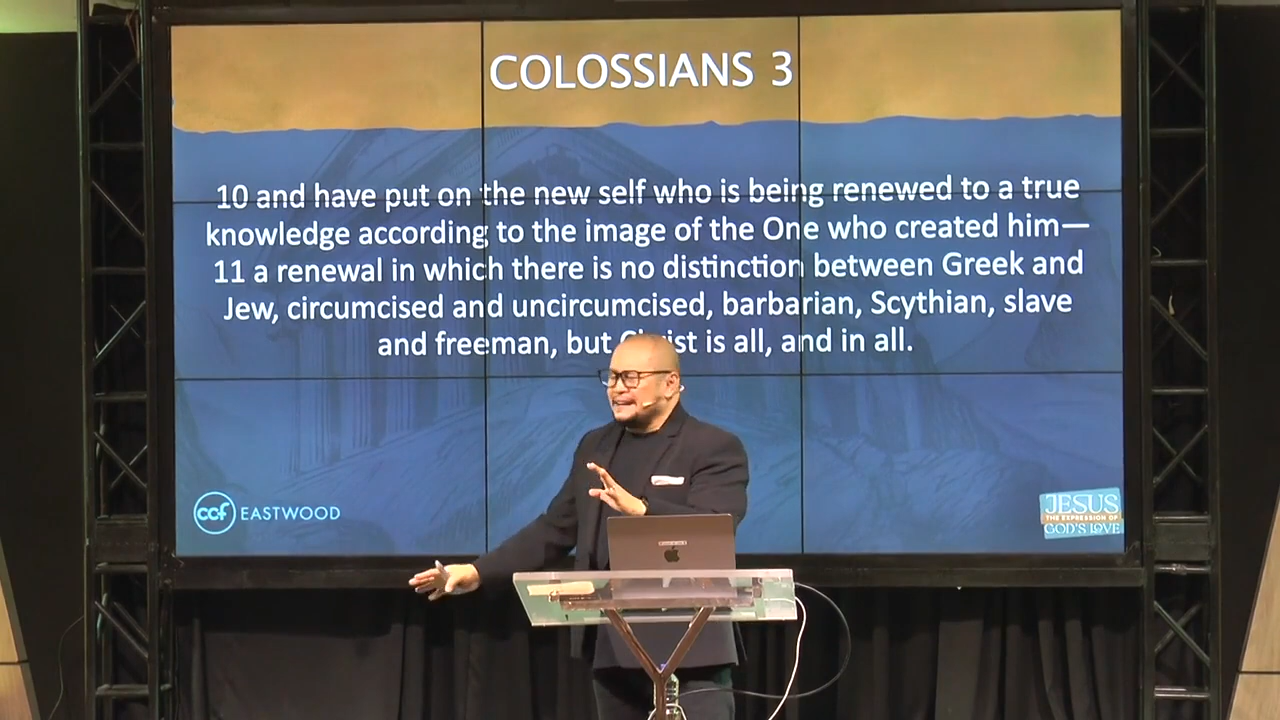 COLOSSIANS 3
10 and have put on the new self who is being renewed to a true
knowledge according to the image of the One who created him—
11 a renewal in which there is no distinction between Greek and
Jew, circumcised and uncircumcised, barbarian, Scythian, slave
and freeman, but Christ is all, and in all.
ccf EASTWOOD
JESUS
THE EXPRESSION OF
GOD'S LOVE